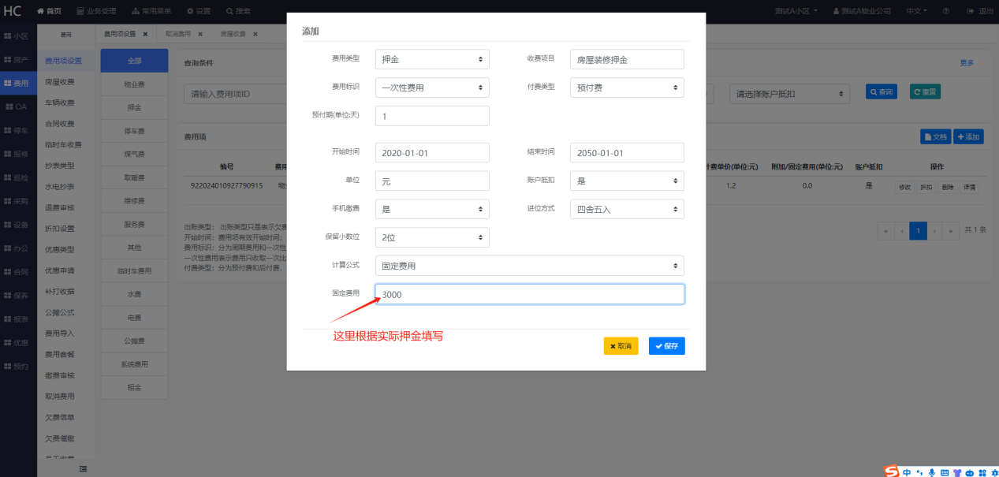 HC 首页 业务受理 常用菜单 设置 搜索 测试A小区 测试A物业公司 中文 退出
小区
房产
费用
OA
停车
报修
巡检
采购
设备
办公
合同
保养
报表
优惠
预约
费用
费用项设置
房屋收费
车辆收费
合同收费
临时车收费
抄表类型
水电抄表
退费审核
折扣设置
优惠类型
优惠申请
补打收据
公摊公式
费用导入
费用套餐
缴费审核
取消费用
欠费信息
欠费催缴
费用项设置 取消费用 房屋收费
全部
物业费
押金
停车费
煤气费
取暖费
维修费
服务费
其他
临时车费用
水费
电费
公摊费
系统费用
租金
查询条件 更多
请输入费用项ID 请选择账户抵扣 查询 重置
费用项 文档 添加
编号 费用 计费单价(单位:元) 附加/固定费用(单位:元) 账户抵扣 操作
922024010927790915 物 1.2 0.0 是 修改 折扣 删除 详情
« ‹ 1 › » 共 1 条
出账类型： 出账类型只是表示欠费
开始时间：费用项有效开始时间；
费用标识：分为周期费用和一次性
一次性费用表示费用只收取一次比
付费类型：分为预付费和后付费，
添加
费用类型 押金 收费项目 房屋装修押金
费用标识 一次性费用 付费类型 预付费
预付期(单位:天) 1
开始时间 2020-01-01 结束时间 2050-01-01
单位 元 账户抵扣 是
手机缴费 是 进位方式 四舍五入
保留小数位 2位
计算公式 固定费用
固定费用 3000
这里根据实际押金填写
取消 保存
中